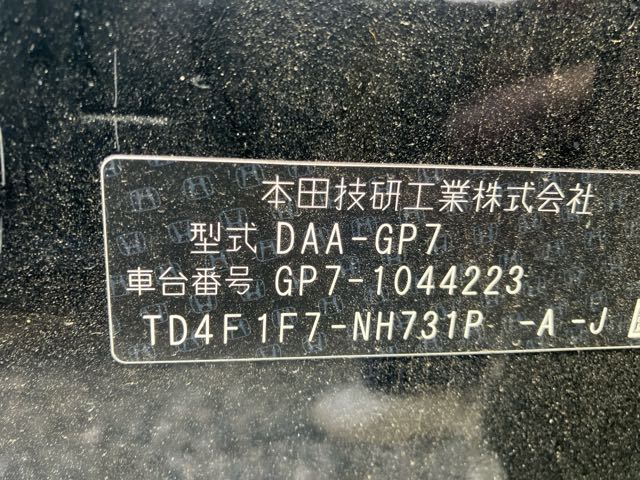 本田技研工業株式会社
型式 DAA-GP7
車台番号 GP7-1044223
TD4F1F7-NH731P -A -J